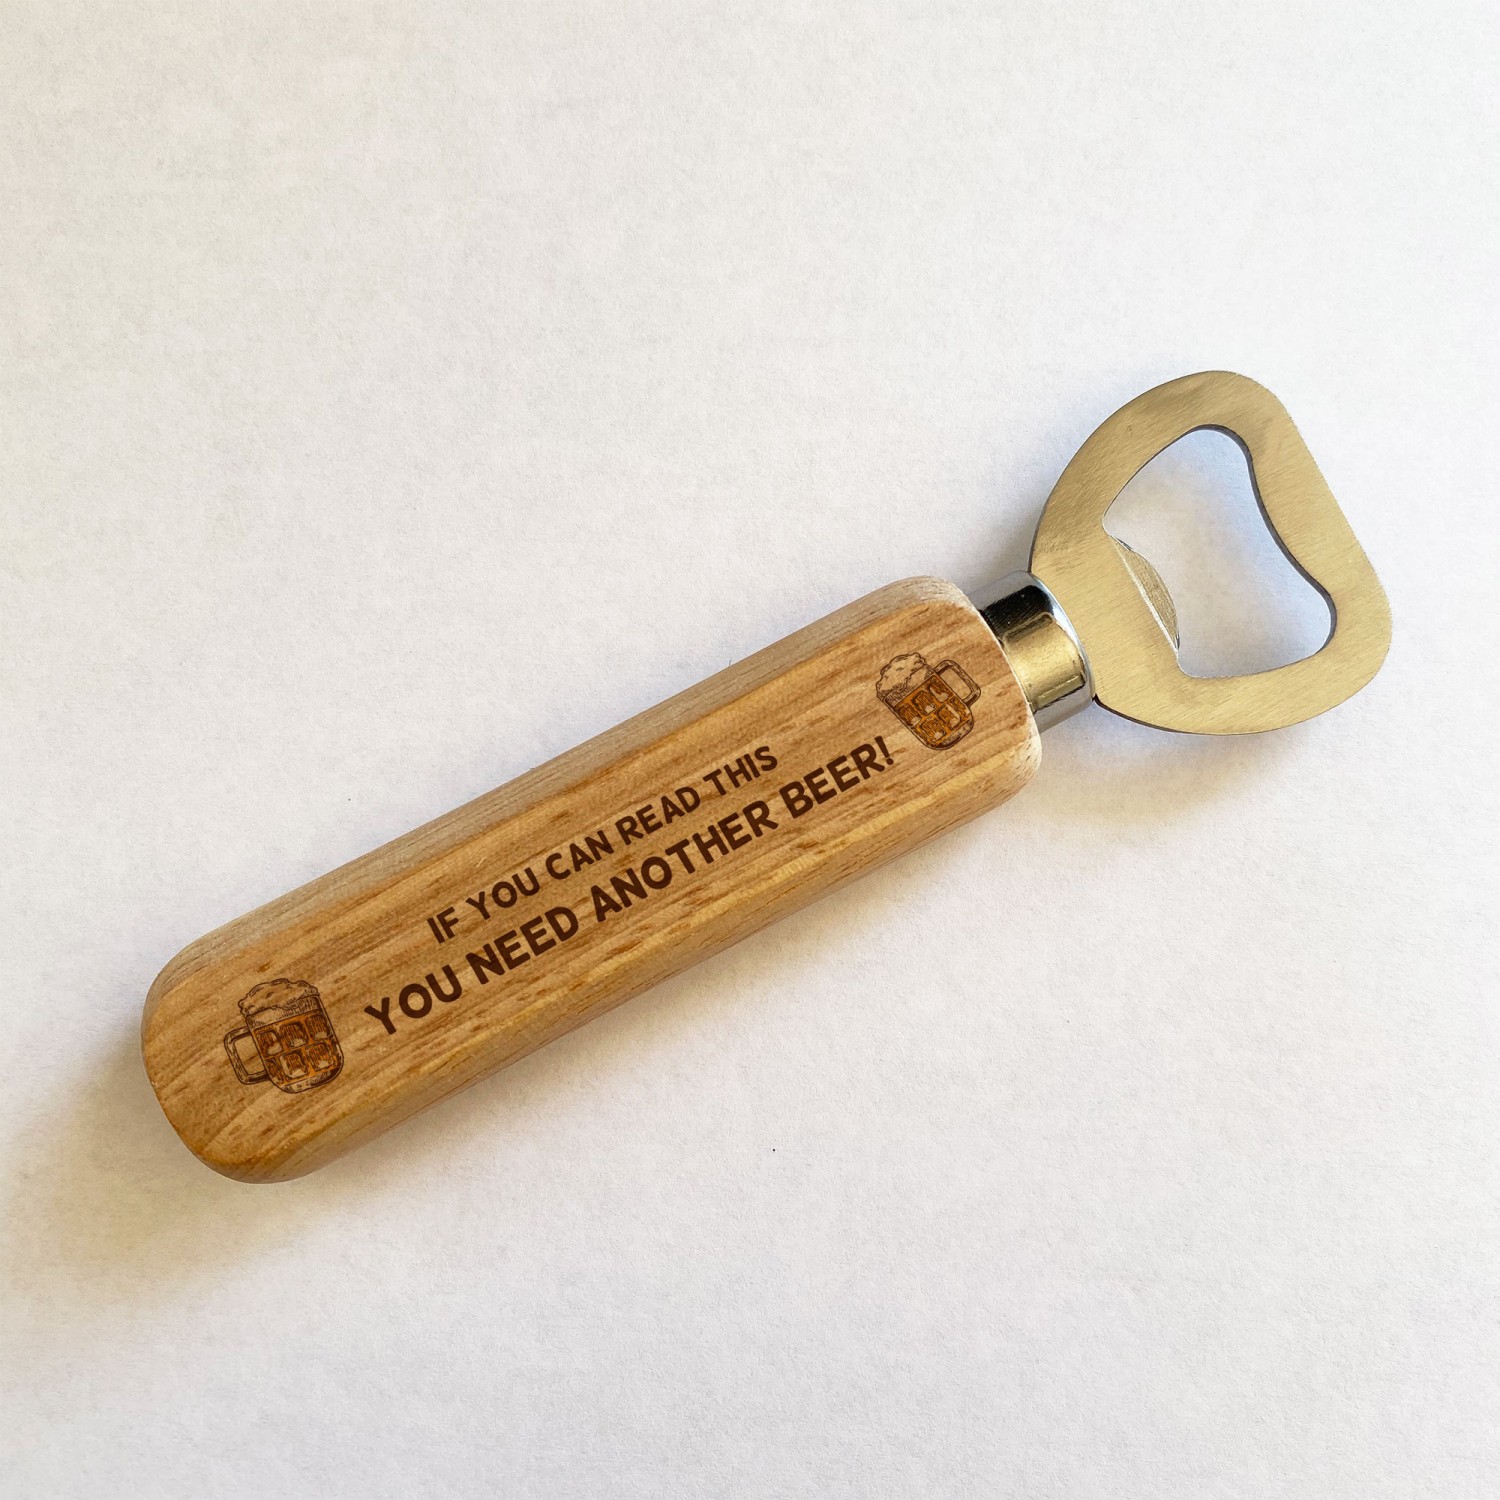 IF YOU CAN READ THIS
YOU NEED ANOTHER BEER!